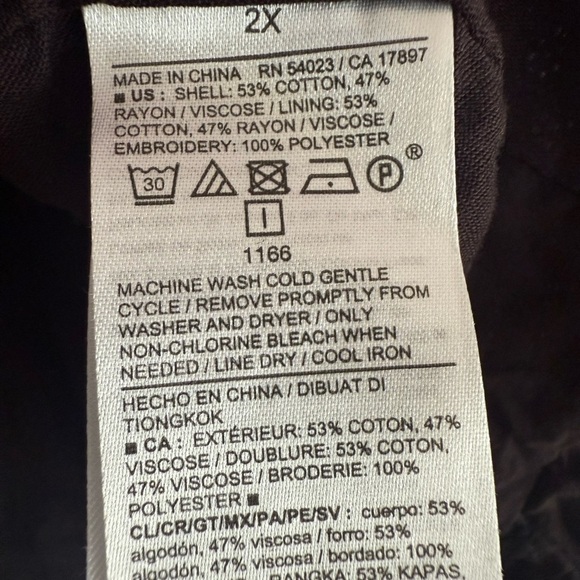 2X
MADE IN CHINA RN 54023 / CA 17897
■ US : SHELL: 53% COTTON, 47%
RAYON / VISCOSE / LINING: 53%
COTTON, 47% RAYON / VISCOSE /
EMBROIDERY: 100% POLYESTER
30 P ®
1166
MACHINE WASH COLD GENTLE
CYCLE / REMOVE PROMPTLY FROM
WASHER AND DRYER / ONLY
NON-CHLORINE BLEACH WHEN
NEEDED / LINE DRY / COOL IRON
HECHO EN CHINA / DIBUAT DI
TIONGKOK
■ CA : EXTÉRIEUR: 53% COTON, 47%
VISCOSE / DOUBLURE: 53% COTON,
47% VISCOSE / BRODERIE: 100%
POLYESTER ■
CL/CR/GT/MX/PA/PE/SV : cuerpo: 53%
algodón, 47% viscosa / forro: 53%
algodón, 47% viscosa / bordado: 100%
RANGKA: 53% KAPAS,